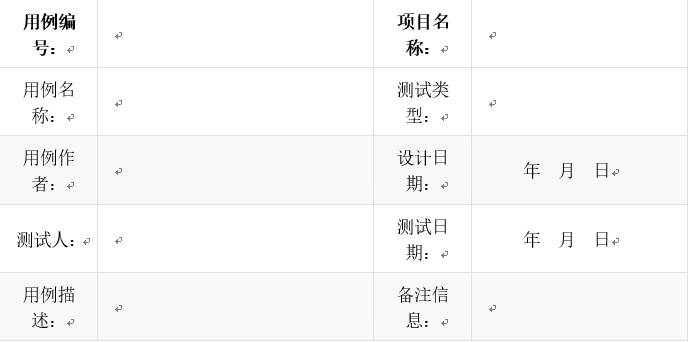 用例编
号：
项目名
称：
用例名
称：
测试类
型：
用例作
者：
设计日
期：
年 月 日
测试人：
测试日
期：
年 月 日
用例描
述：
备注信
息：